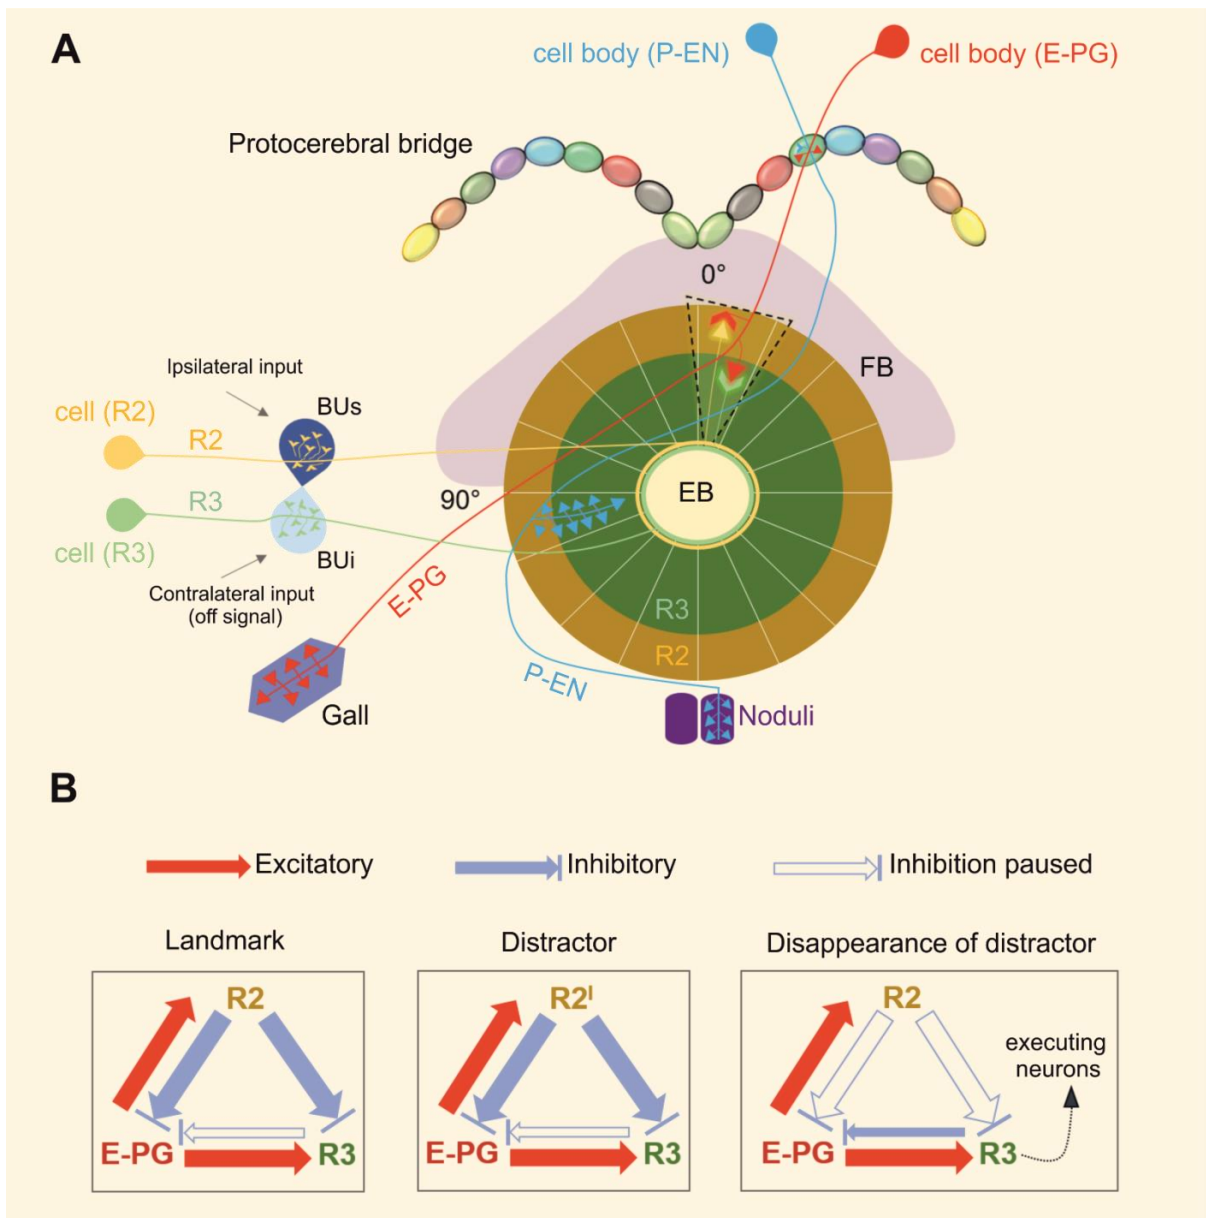 A
cell body (P-EN)
cell body (E-PG)
Protocerebral bridge
0°
FB
Ipsilateral input
BUs
cell (R2)
R2
R3
90°
EB
cell (R3)
BUi
Contralateral input
(off signal)
E-PG
R3
R2
P-EN
Gall
Noduli
B
Excitatory
Inhibitory
Inhibition paused
Landmark
Distractor
Disappearance of distractor
R2
E-PG
R3
R2ᴵ
E-PG
R3
R2
executing
neurons
E-PG
R3